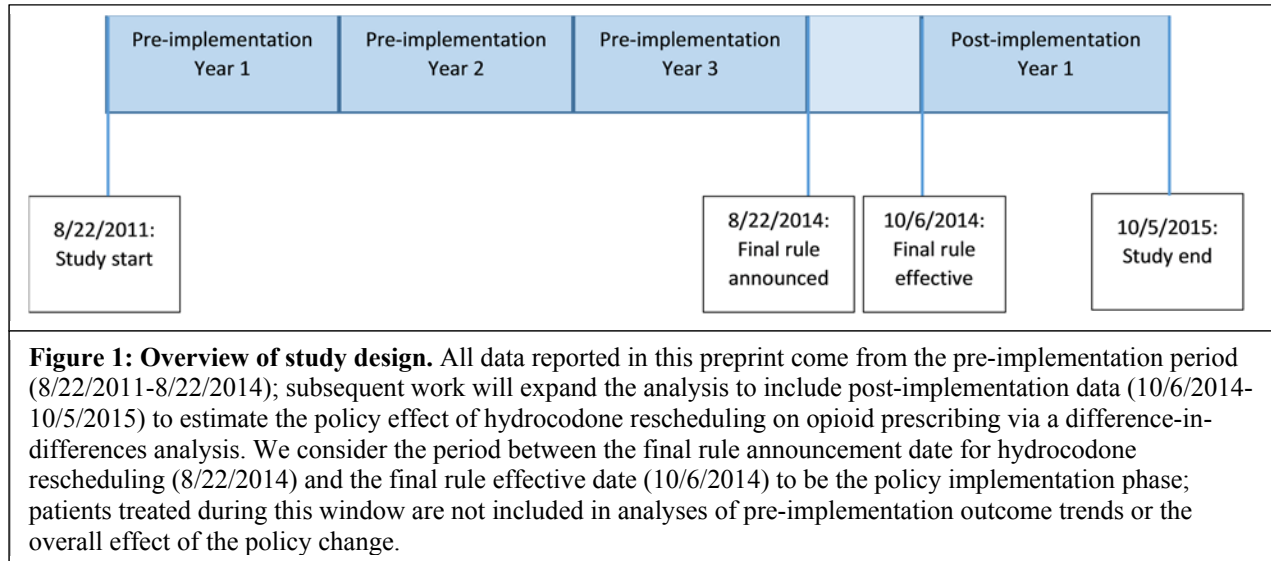 Pre-implementation
Year 1
Pre-implementation
Year 2
Pre-implementation
Year 3
Post-implementation
Year 1
8/22/2011:
Study start
8/22/2014:
Final rule
announced
10/6/2014:
Final rule
effective
10/5/2015:
Study end
Figure 1: Overview of study design. All data reported in this preprint come from the pre-implementation period
(8/22/2011-8/22/2014); subsequent work will expand the analysis to include post-implementation data (10/6/2014-
10/5/2015) to estimate the policy effect of hydrocodone rescheduling on opioid prescribing via a difference-in-
differences analysis. We consider the period between the final rule announcement date for hydrocodone
rescheduling (8/22/2014) and the final rule effective date (10/6/2014) to be the policy implementation phase;
patients treated during this window are not included in analyses of pre-implementation outcome trends or the
overall effect of the policy change.